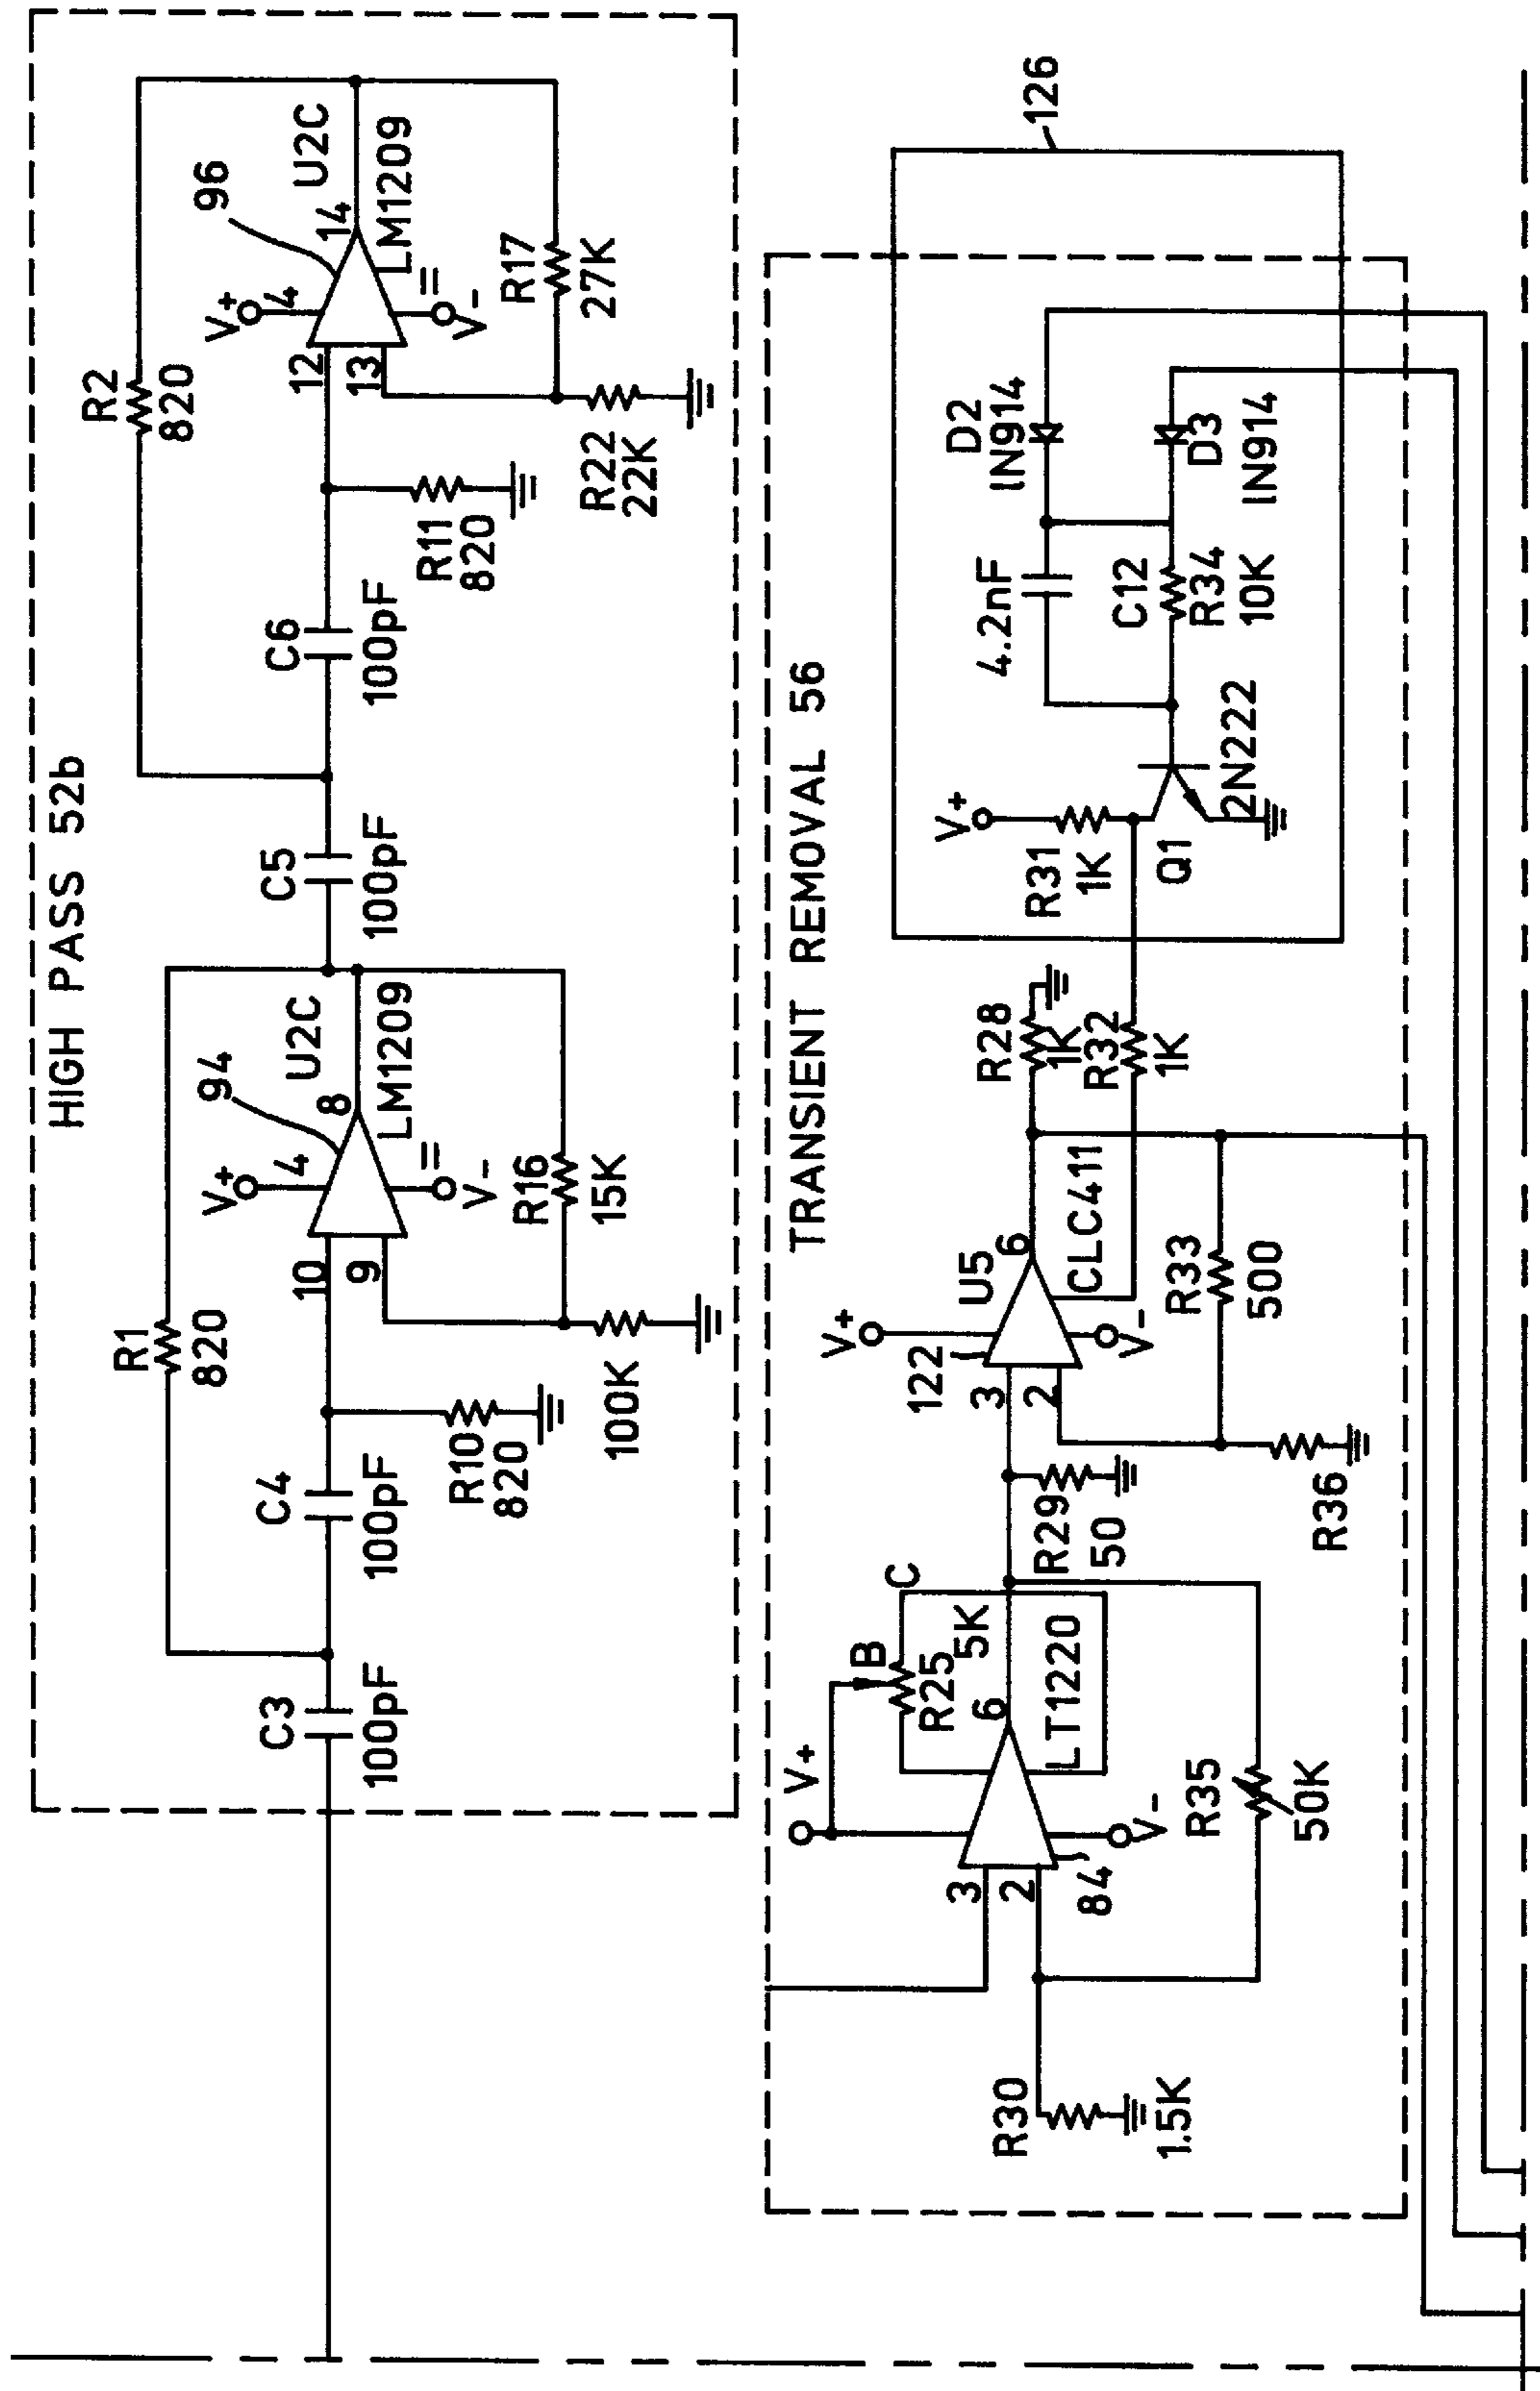 HIGH PASS 52b
R1
820
R2
820
C3
100pF
C4
100pF
R10
820
10
9
V+
4
94
8
U2C
LM1209
=
V-
R16
15K
100K
C5
100pF
C6
100pF
R11
820
12
13
V+
4
96
14
U2C
LM1209
=
V-
R17
27K
R22
22K
TRANSIENT REMOVAL 56
R30
1.5K
3
2
84
V+
V-
B
C
R25
5K
6
LT1220
R35
50K
R29
50
3
2
122
V+
V-
U5
6
CLC411
R33
500
R36
R28
1K
R32
1K
126
V+
R31
1K
Q1
2N222
4.2nF
C12
R34
10K
D2
IN914
D3
IN914